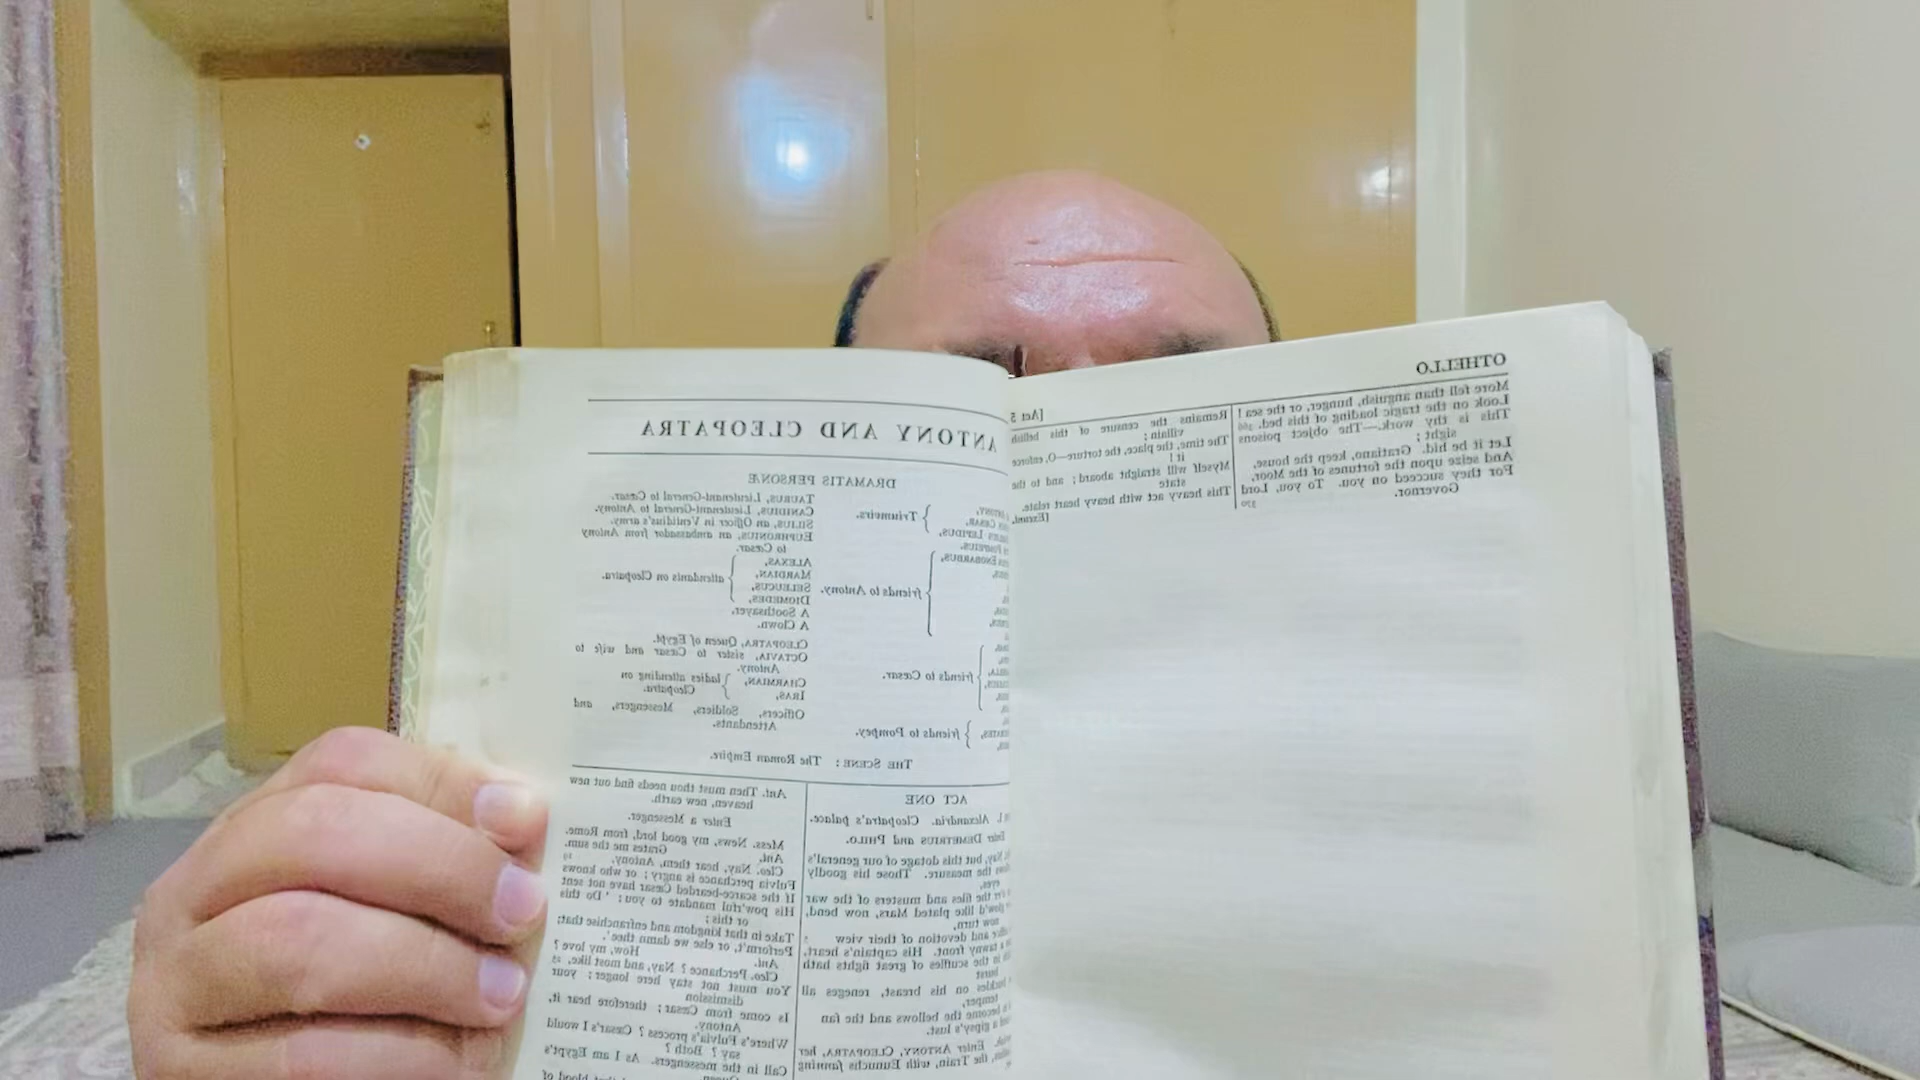 OTHELLO
[Act 5
More fell than anguish, hunger, or the sea!
Look on the tragic loading of this bed.
This is thy work.—The object poisons
sight;
Let it be hid. Gratiano, keep the house,
And seize upon the fortunes of the Moor,
For they succeed on you. To you, Lord
Governor,
370
Remains the censure of this hellish
villain;
The time, the place, the torture—O, enforce
it!
Myself will straight aboard; and to the
state
This heavy act with heavy heart relate.
[Exeunt.
ANTONY AND CLEOPATRA
DRAMATIS PERSONÆ
ANTONY,
CÆSAR,
LEPIDUS,
Triumvirs.
POMPEIUS.
ENOBARDUS,
friends to Antony.
friends to Cæsar.
friends to Pompey.
TAURUS, Lieutenant-General to Cæsar.
CANIDIUS, Lieutenant-General to Antony.
SILIUS, an Officer in Ventidius's army.
EUPHRONIUS, an ambassador from Antony
to Cæsar.
ALEXAS,
MARDIAN,
SELEUCUS,
DIOMEDES,
attendants on Cleopatra.
A Soothsayer.
A Clown.
CLEOPATRA, Queen of Egypt.
OCTAVIA, sister to Cæsar and wife to
Antony.
CHARMIAN,
IRAS,
ladies attending on
Cleopatra.
Officers, Soldiers, Messengers, and
Attendants.
THE SCENE: The Roman Empire.
ACT ONE
Alexandria. Cleopatra's palace.
Enter DEMETRIUS and PHILO.
Nay, but this dotage of our general's
the measure. Those his goodly
eyes,
the files and musters of the war
like plated Mars, now bend,
now turn,
and devotion of their view
tawny front. His captain's heart,
in the scuffles of great fights hath
burst
buckles on his breast, reneges all
temper,
become the bellows and the fan
a gipsy's lust.
Enter ANTONY, CLEOPATRA, her
the Train, with Eunuchs fanning
Ant. Then must thou needs find out new
heaven, new earth.
Enter a Messenger.
Mess. News, my good lord, from Rome.
Ant. Grates me the sum.
Cleo. Nay, hear them, Antony.
Fulvia perchance is angry; or who knows
If the scarce-bearded Cæsar have not sent
His pow'rful mandate to you: 'Do this
or this;
Take in that kingdom and enfranchise that;
Perform't, or else we damn thee'.
Ant. How, my love?
Cleo. Perchance? Nay, and most like,
You must not stay here longer; your
dismission
Is come from Cæsar; therefore hear it,
Antony.
Where's Fulvia's process? Cæsar's I would
say? Both?
Call in the messengers. As I am Egypt's
Queen,
blood of